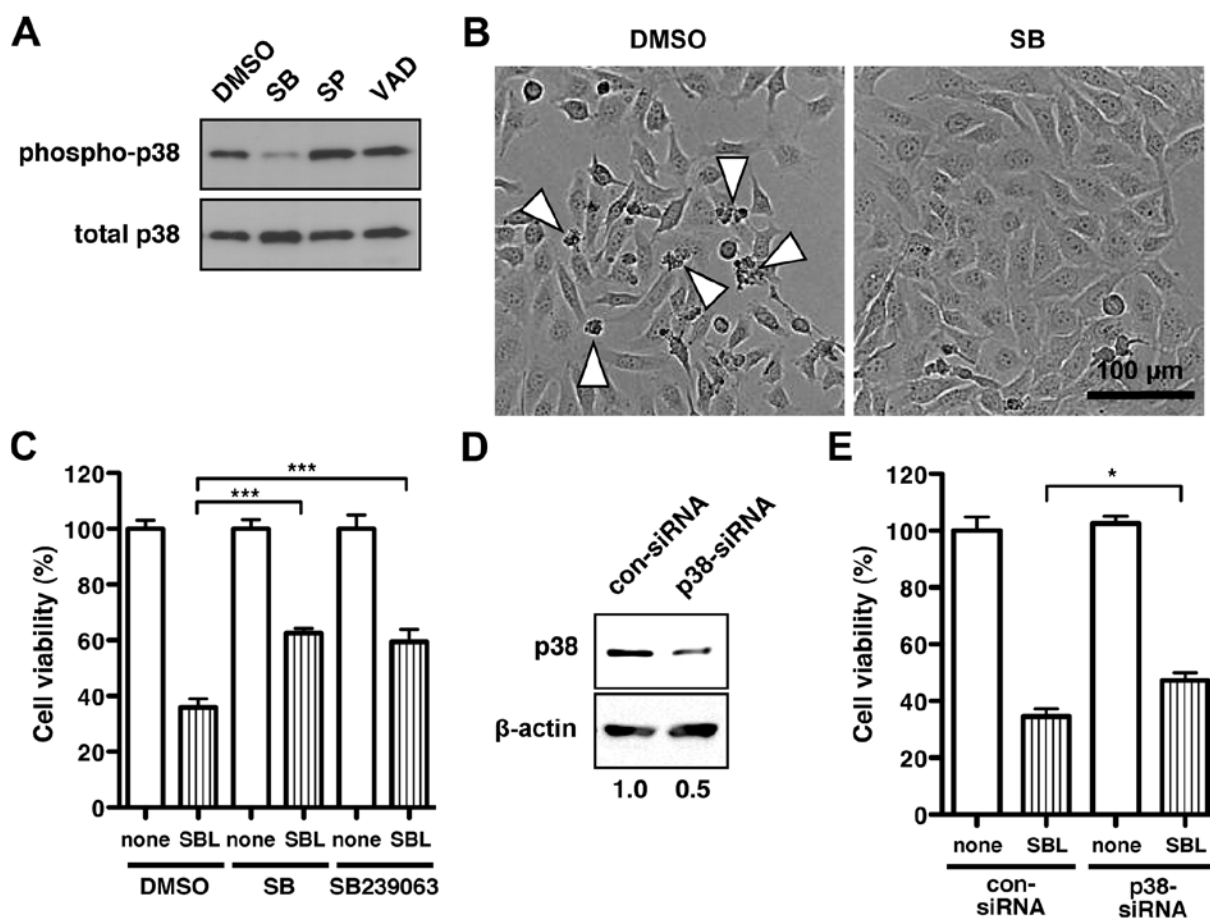 A
DMSO
SB
SP
VAD
phospho-p38
total p38
B
DMSO
SB
100 µm
C
Cell viability (%)
120
100
80
60
40
20
0
***
***
none SBL none SBL none SBL
DMSO SB SB239063
D
con-siRNA
p38-siRNA
p38
β-actin
1.0 0.5
E
Cell viability (%)
120
100
80
60
40
20
0
*
none SBL none SBL
con-siRNA p38-siRNA